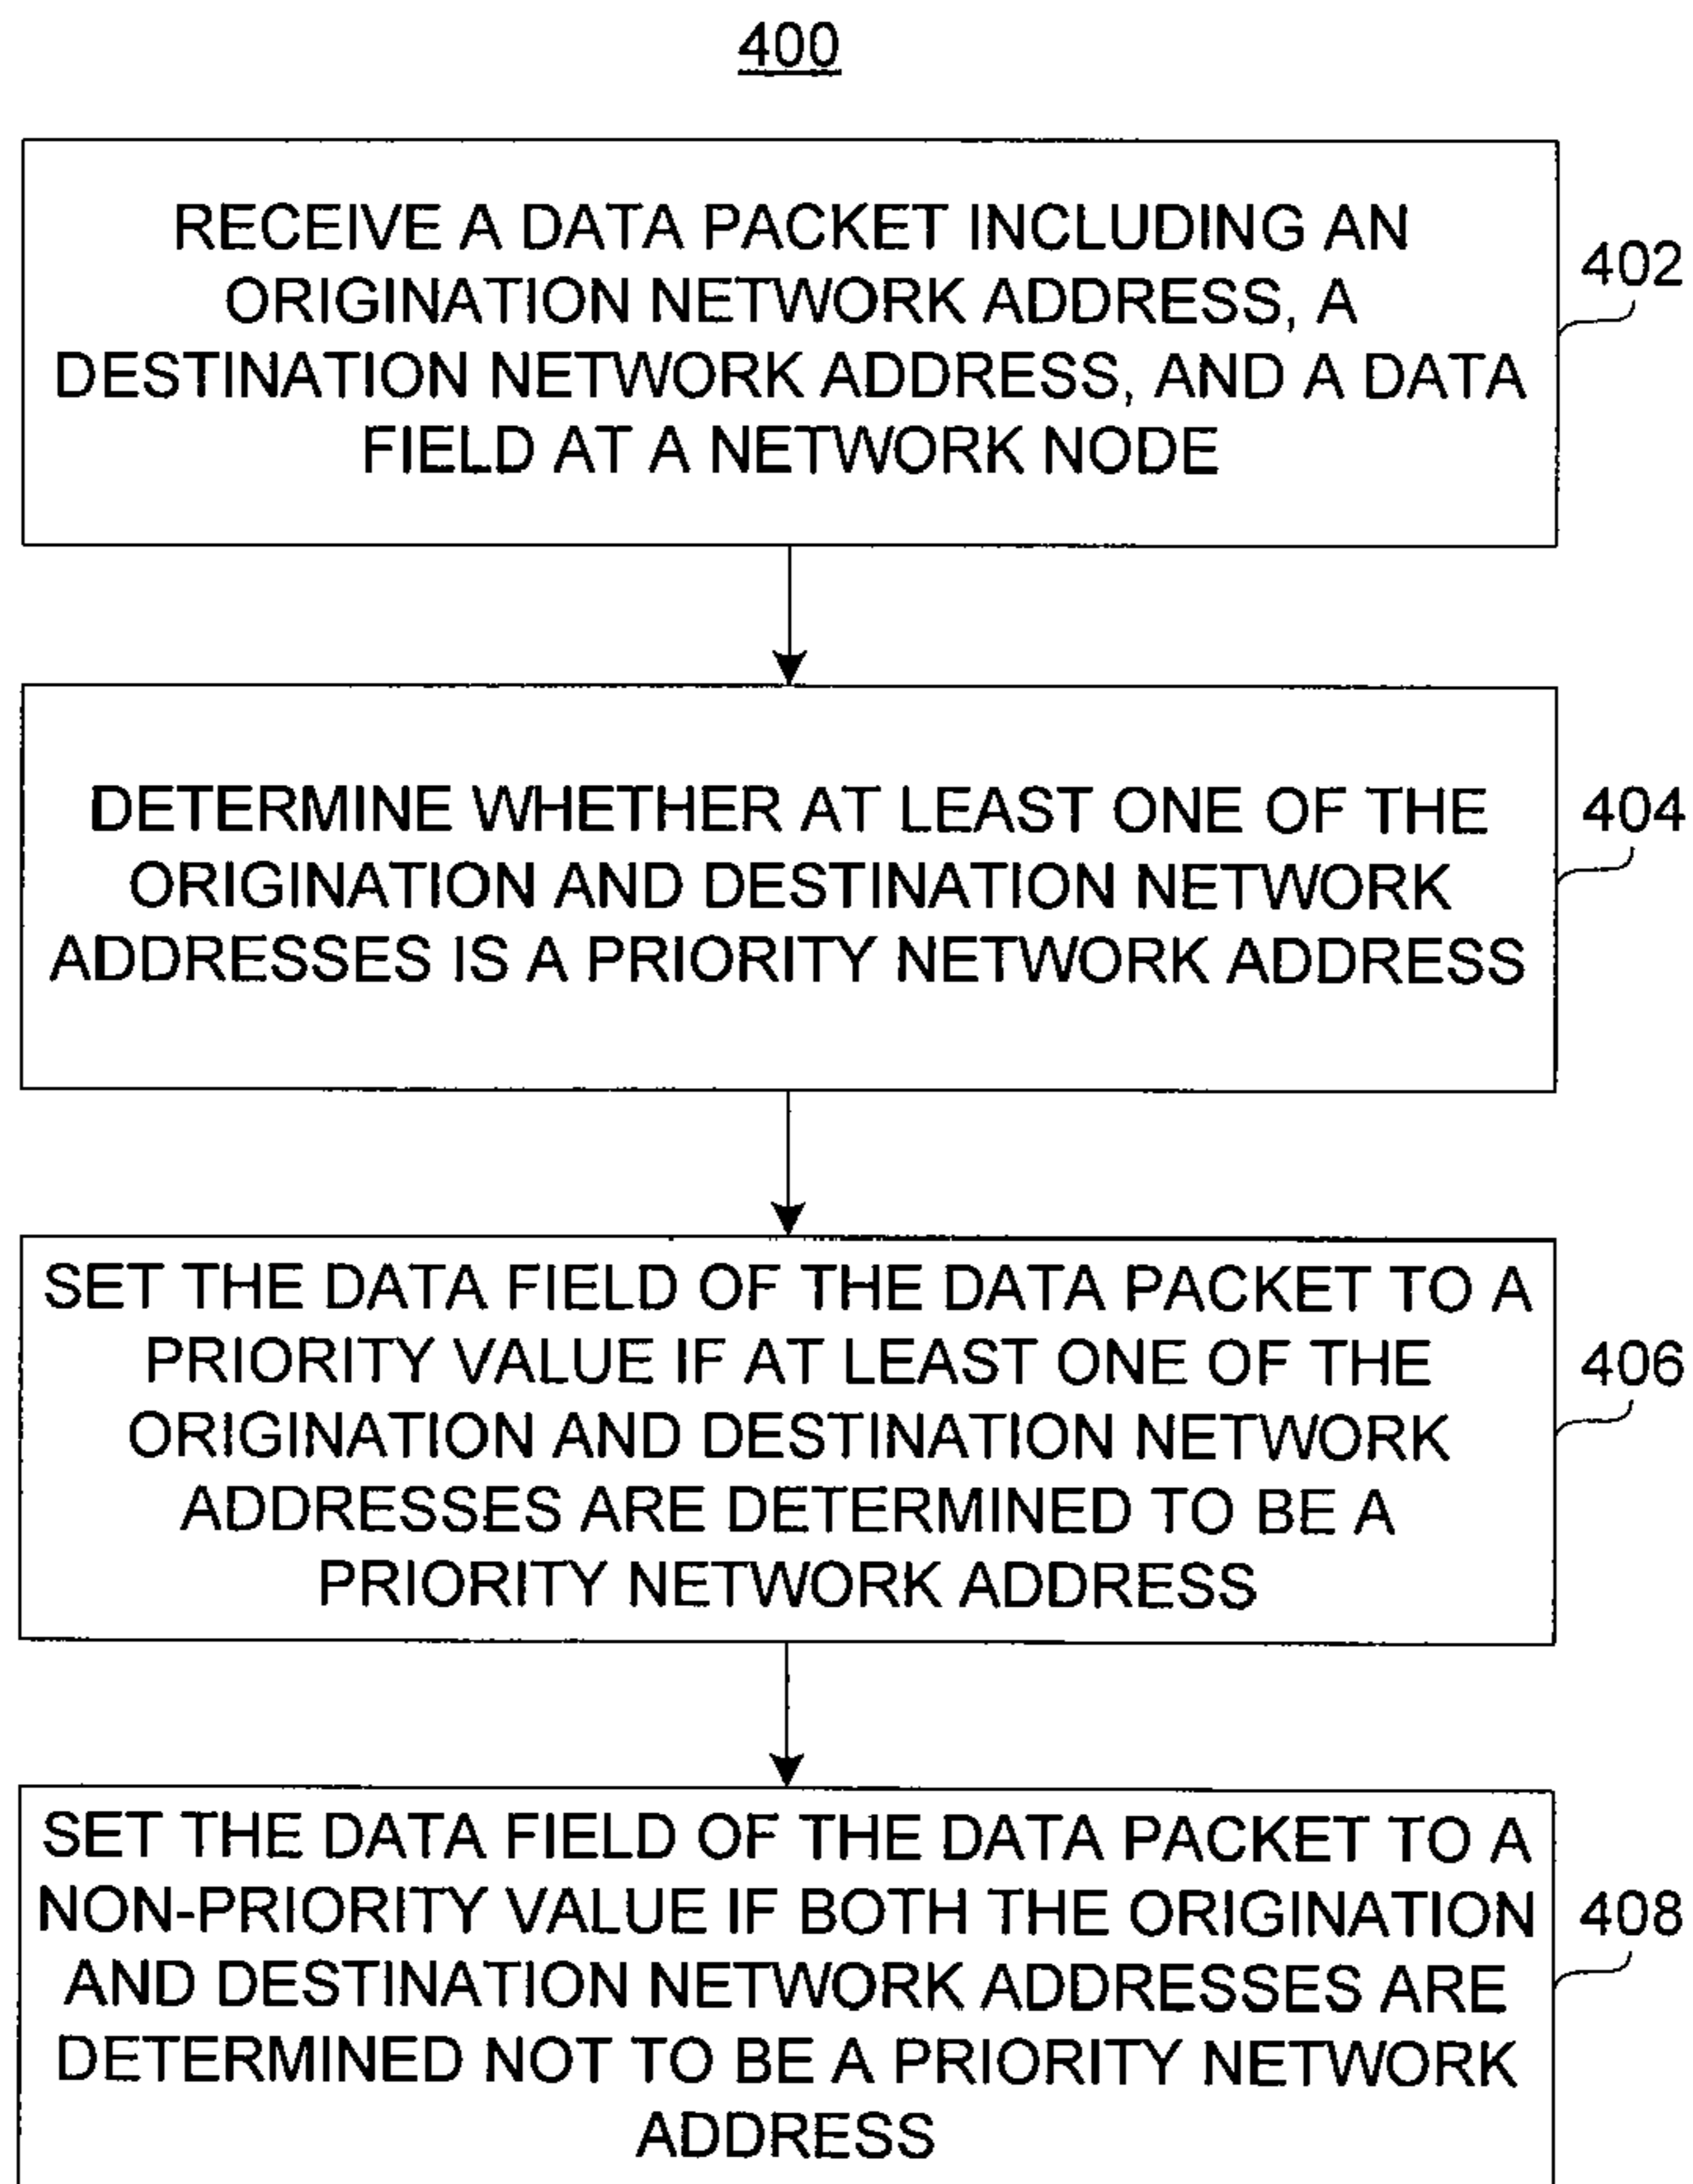 400
RECEIVE A DATA PACKET INCLUDING AN
ORIGINATION NETWORK ADDRESS, A
DESTINATION NETWORK ADDRESS, AND A DATA
FIELD AT A NETWORK NODE
402
DETERMINE WHETHER AT LEAST ONE OF THE
ORIGINATION AND DESTINATION NETWORK
ADDRESSES IS A PRIORITY NETWORK ADDRESS
404
SET THE DATA FIELD OF THE DATA PACKET TO A
PRIORITY VALUE IF AT LEAST ONE OF THE
ORIGINATION AND DESTINATION NETWORK
ADDRESSES ARE DETERMINED TO BE A
PRIORITY NETWORK ADDRESS
406
SET THE DATA FIELD OF THE DATA PACKET TO A
NON-PRIORITY VALUE IF BOTH THE ORIGINATION
AND DESTINATION NETWORK ADDRESSES ARE
DETERMINED NOT TO BE A PRIORITY NETWORK
ADDRESS
408